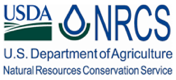 USDA NRCS
U.S. Department of Agriculture
Natural Resources Conservation Service